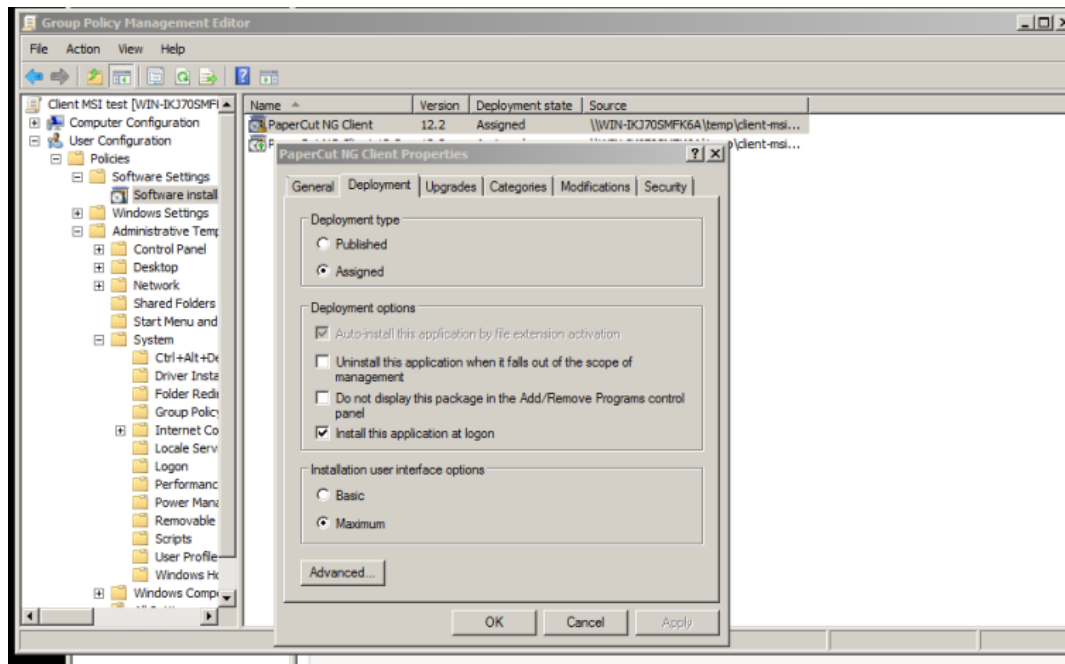 Group Policy Management Editor
File Action View Help
Client MSI test [WIN-IKJ70SMF
Name Version Deployment state Source
Computer Configuration
PaperCut NG Client 12.2 Assigned \\WIN-IKJ70SMFK6A\temp\client-msi...
User Configuration
Policies
Software Settings
Software install
Windows Settings
Administrative Temp
Control Panel
Desktop
Network
Shared Folders
Start Menu and
System
Ctrl+Alt+De
Driver Insta
Folder Redi
Group Policy
Internet Co
Locale Serv
Logon
Performanc
Power Mana
Removable
Scripts
User Profile
Windows Ho
Windows Compo
PaperCut NG Client Properties
General Deployment Upgrades Categories Modifications Security
Deployment type
Published
Assigned
Deployment options
Auto-install this application by file extension activation
Uninstall this application when it falls out of the scope of
management
Do not display this package in the Add/Remove Programs control
panel
Install this application at logon
Installation user interface options
Basic
Maximum
Advanced...
OK Cancel Apply